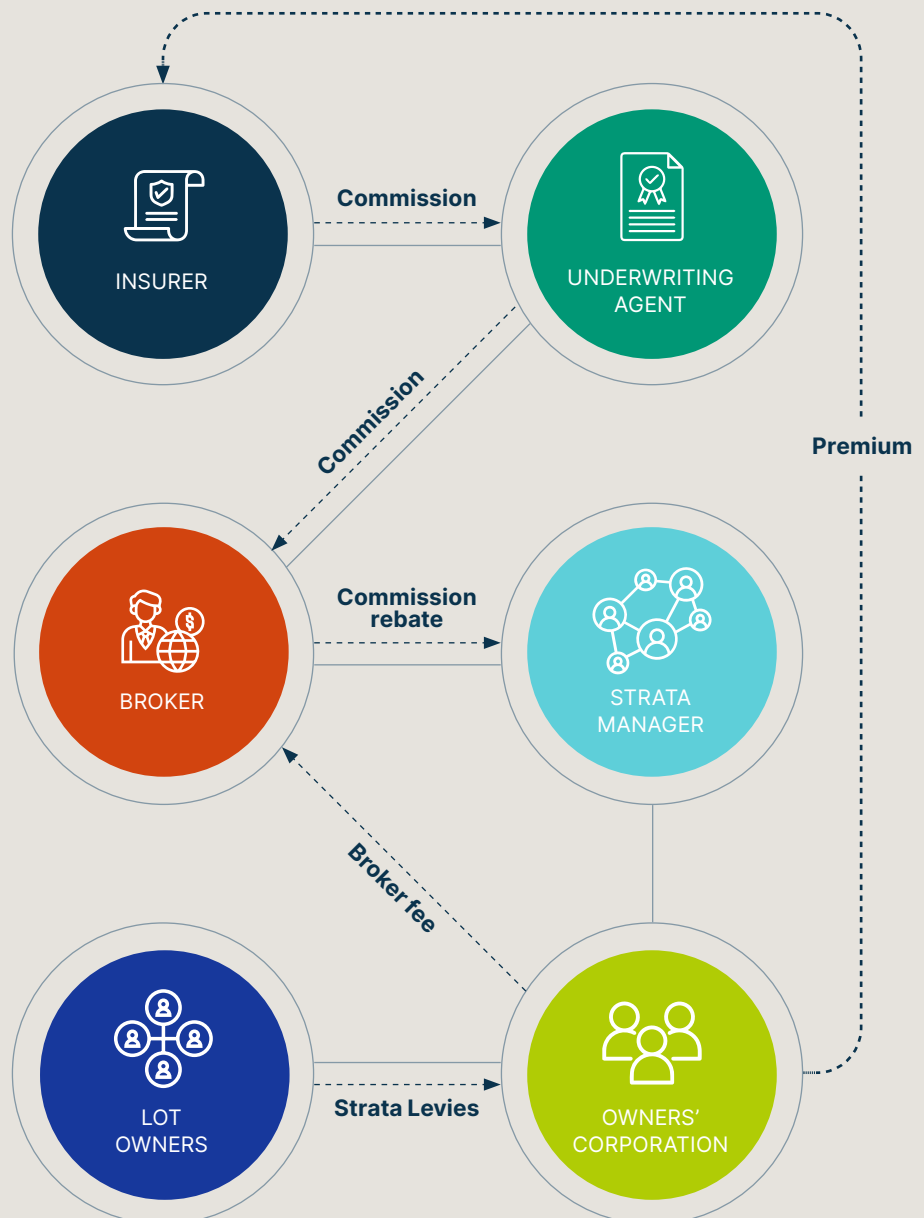 Commission
INSURER
UNDERWRITING
AGENT
Commission
Premium
Commission
rebate
BROKER
STRATA
MANAGER
Broker fee
$
LOT
OWNERS
Strata Levies
OWNERS’
CORPORATION